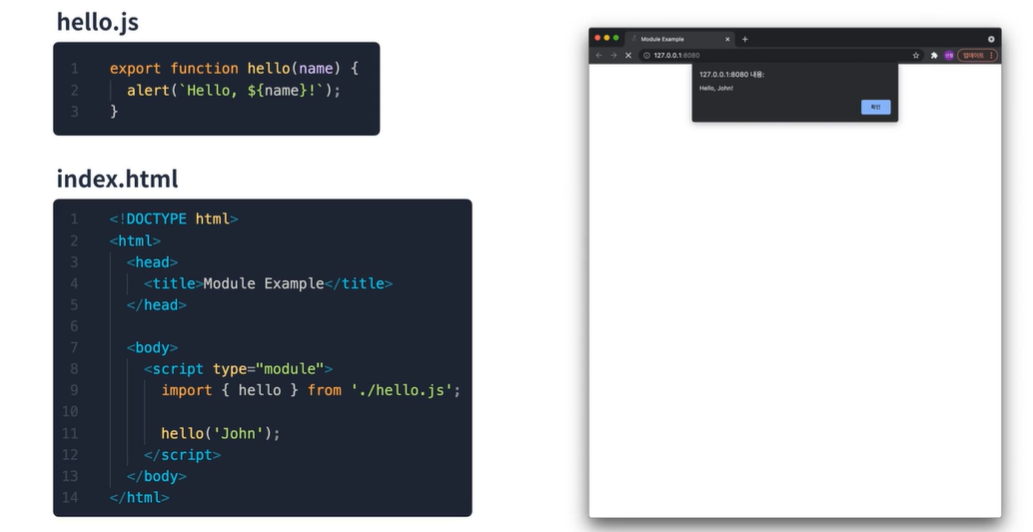 hello.js
1 export function hello(name) {
2 alert(`Hello, ${name}!`);
3 }
index.html
1 <!DOCTYPE html>
2 <html>
3 <head>
4 <title>Module Example</title>
5 </head>
6
7 <body>
8 <script type="module">
9 import { hello } from './hello.js';
10
11 hello('John');
12 </script>
13 </body>
14 </html>
Module Example
127.0.0.1:8080
업데이트
127.0.0.1:8080 내용:
Hello, John!
확인